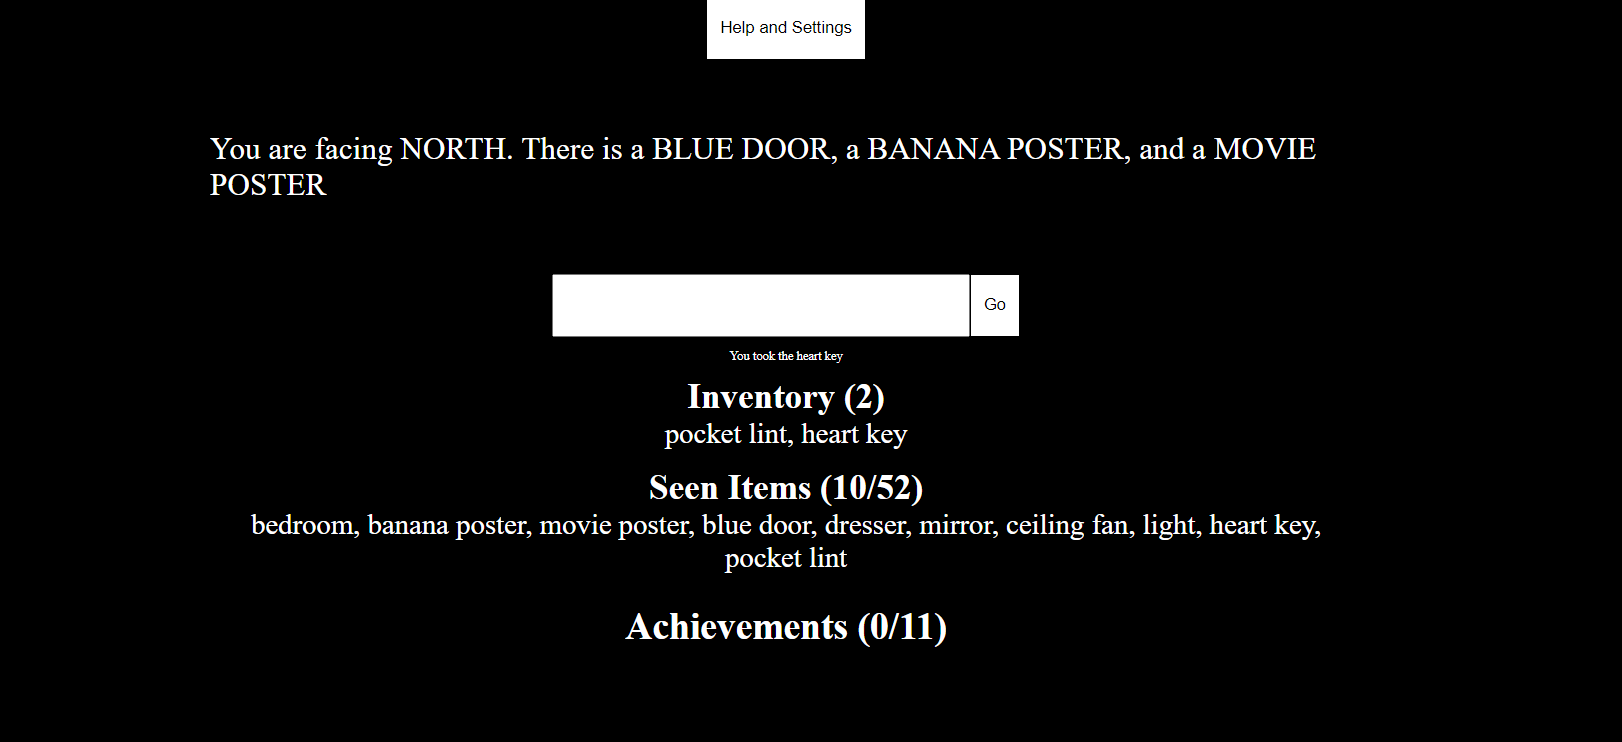 Help and Settings
You are facing NORTH. There is a BLUE DOOR, a BANANA POSTER, and a MOVIE
POSTER
Go
You took the heart key
Inventory (2)
pocket lint, heart key
Seen Items (10/52)
bedroom, banana poster, movie poster, blue door, dresser, mirror, ceiling fan, light, heart key,
pocket lint
Achievements (0/11)